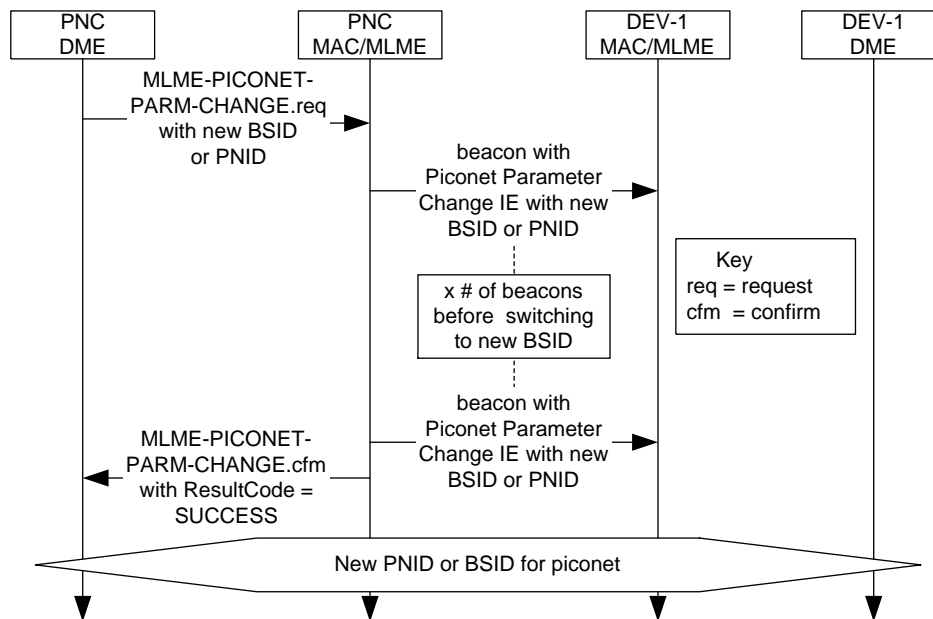 PNC
DME
PNC
MAC/MLME
DEV-1
MAC/MLME
DEV-1
DME
MLME-PICONET-
PARM-CHANGE.req
with new BSID
or PNID
beacon with
Piconet Parameter
Change IE with new
BSID or PNID
Key
req = request
cfm = confirm
x # of beacons
before switching
to new BSID
beacon with
Piconet Parameter
Change IE with new
BSID or PNID
MLME-PICONET-
PARM-CHANGE.cfm
with ResultCode =
SUCCESS
New PNID or BSID for piconet